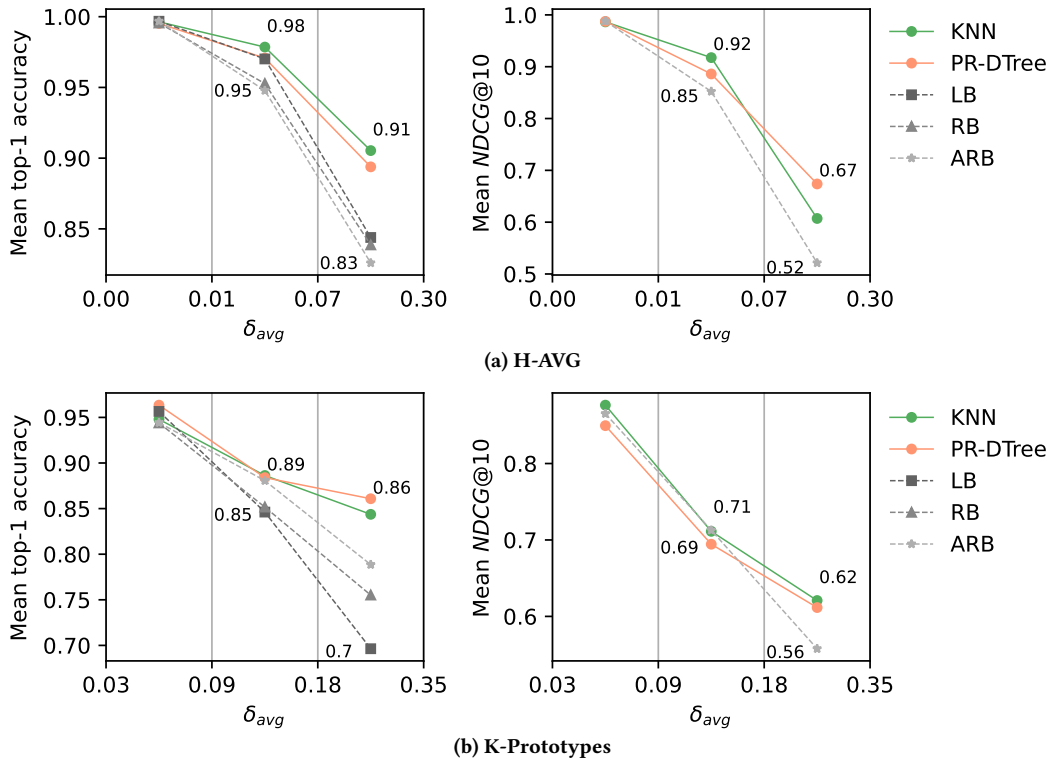 1.00
0.95
0.90
0.85
Mean top-1 accuracy
0.98
0.95
0.91
0.83
0.00 0.01 0.07 0.30
δavg
1.0
0.9
0.8
0.7
0.6
0.5
Mean NDCG@10
0.92
0.85
0.67
0.52
0.00 0.01 0.07 0.30
δavg
KNN
PR-DTree
LB
RB
ARB
(a) H-AVG
0.95
0.90
0.85
0.80
0.75
0.70
Mean top-1 accuracy
0.89
0.85
0.86
0.7
0.03 0.09 0.18 0.35
δavg
0.8
0.7
0.6
Mean NDCG@10
0.71
0.69
0.62
0.56
0.03 0.09 0.18 0.35
δavg
KNN
PR-DTree
LB
RB
ARB
(b) K-Prototypes